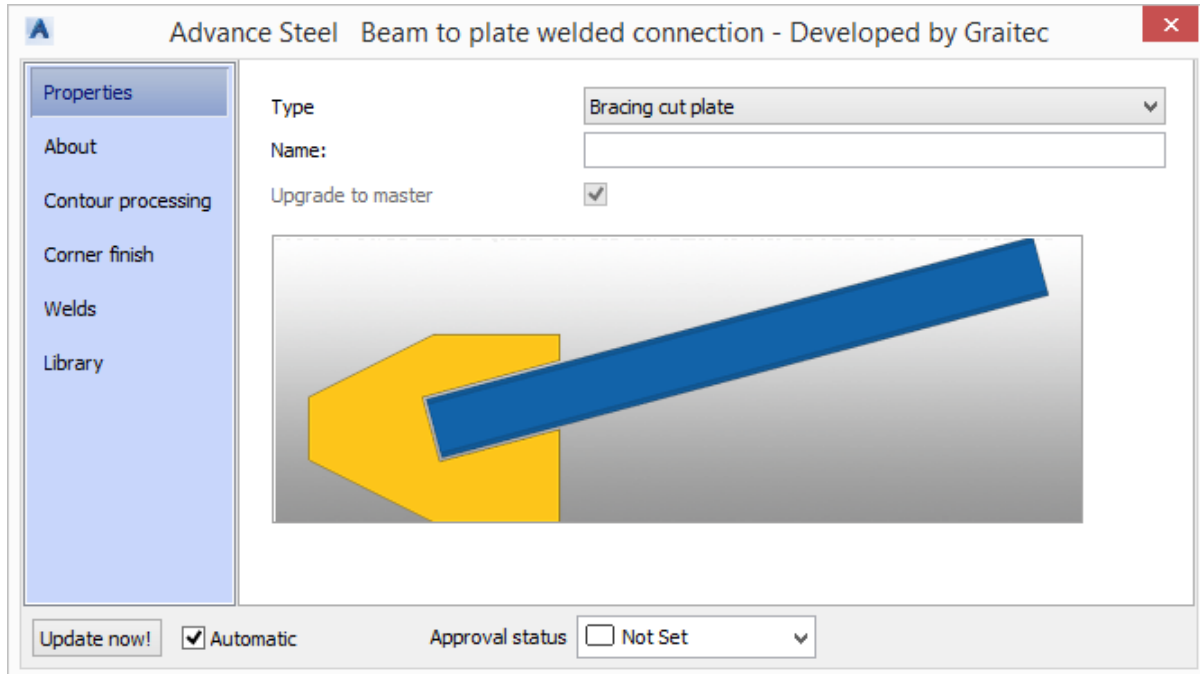 Advance Steel   Beam to plate welded connection - Developed by Graitec
Properties
About
Contour processing
Corner finish
Welds
Library
Type
Bracing cut plate
Name:
Upgrade to master
Update now!
Automatic
Approval status
Not Set